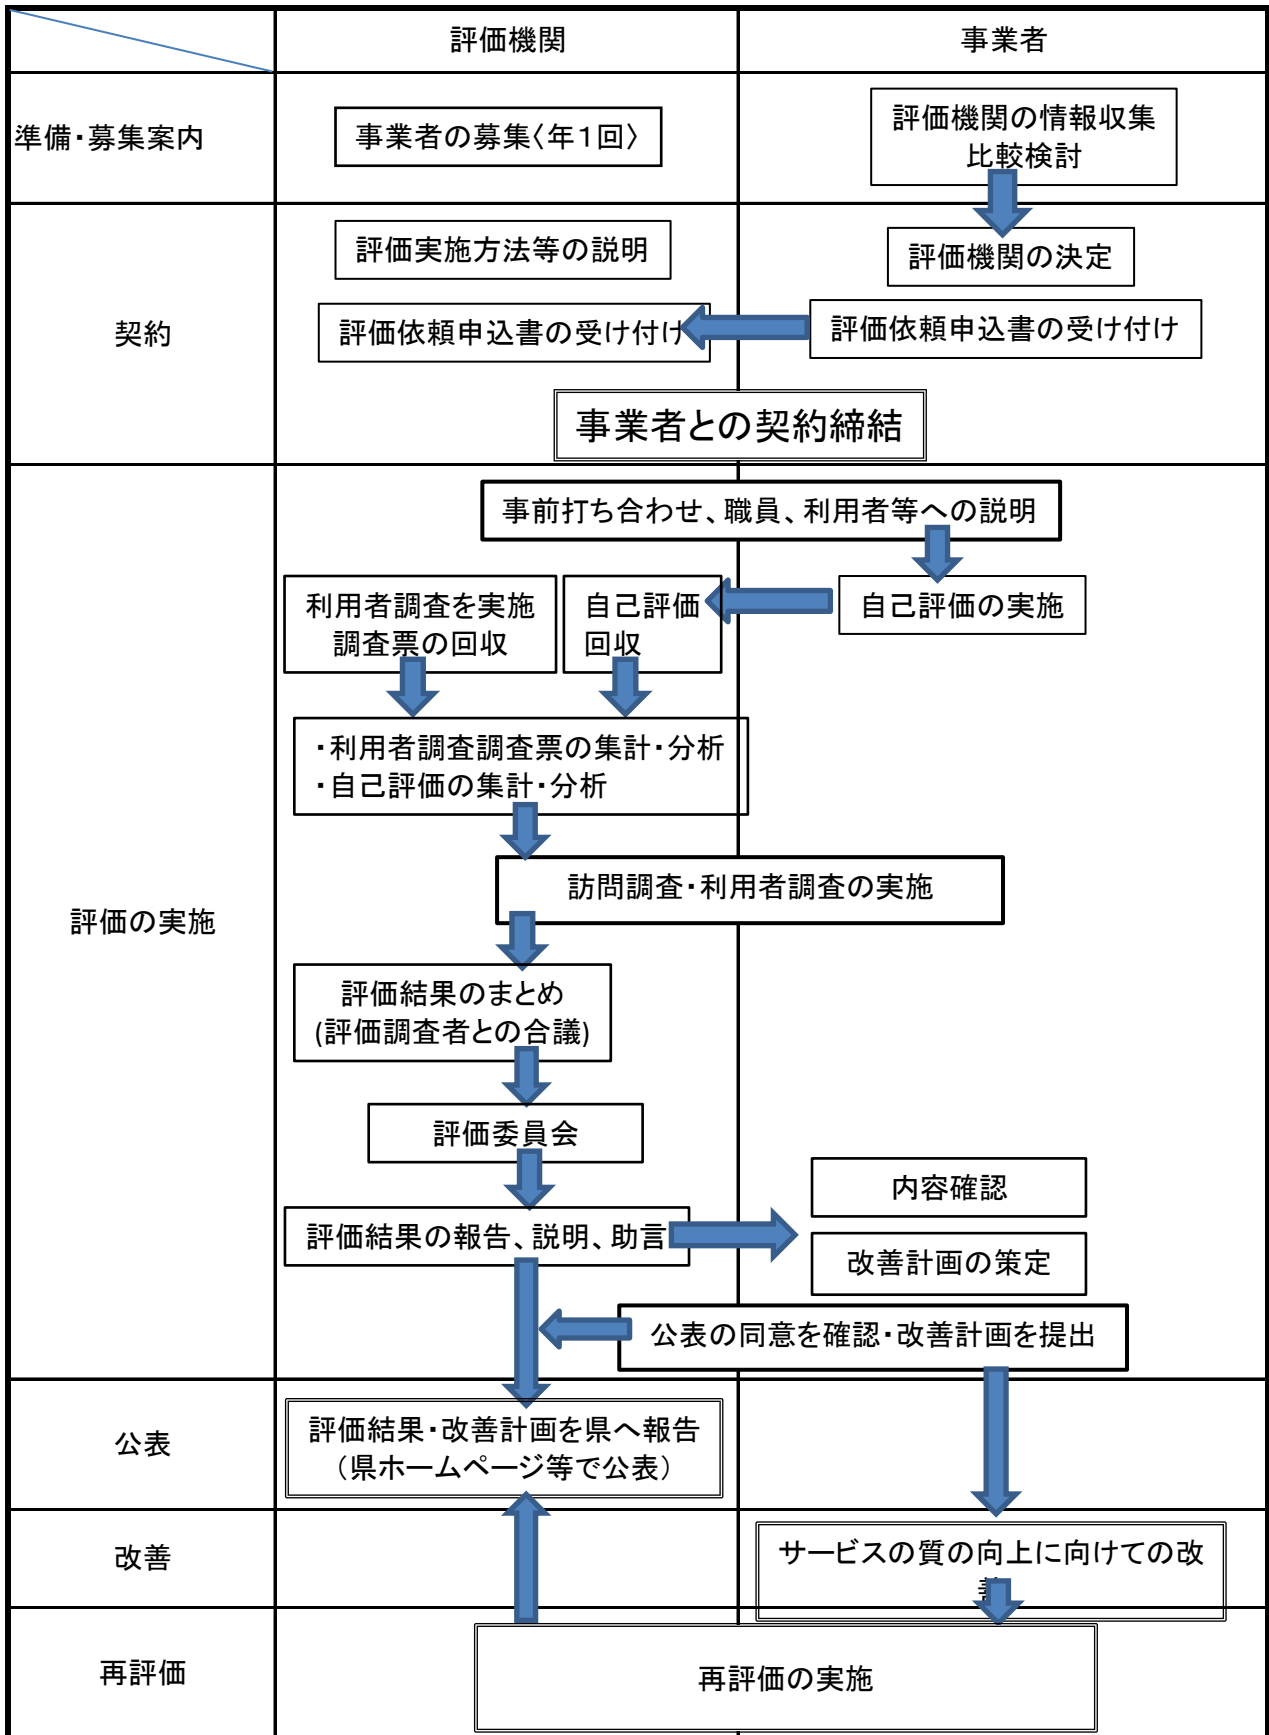 評価機関
事業者
準備・募集案内
事業者の募集〈年1回〉
評価機関の情報収集
比較検討
契約
評価実施方法等の説明
評価機関の決定
評価依頼申込書の受け付け
評価依頼申込書の受け付け
事業者との契約締結
評価の実施
事前打ち合わせ、職員、利用者等への説明
利用者調査を実施
調査票の回収
自己評価
回収
自己評価の実施
・利用者調査調査票の集計・分析
・自己評価の集計・分析
訪問調査・利用者調査の実施
評価結果のまとめ
(評価調査者との合議)
評価委員会
評価結果の報告、説明、助言
内容確認
改善計画の策定
公表の同意を確認・改善計画を提出
公表
評価結果・改善計画を県へ報告
（県ホームページ等で公表）
改善
サービスの質の向上に向けての改
再評価
再評価の実施